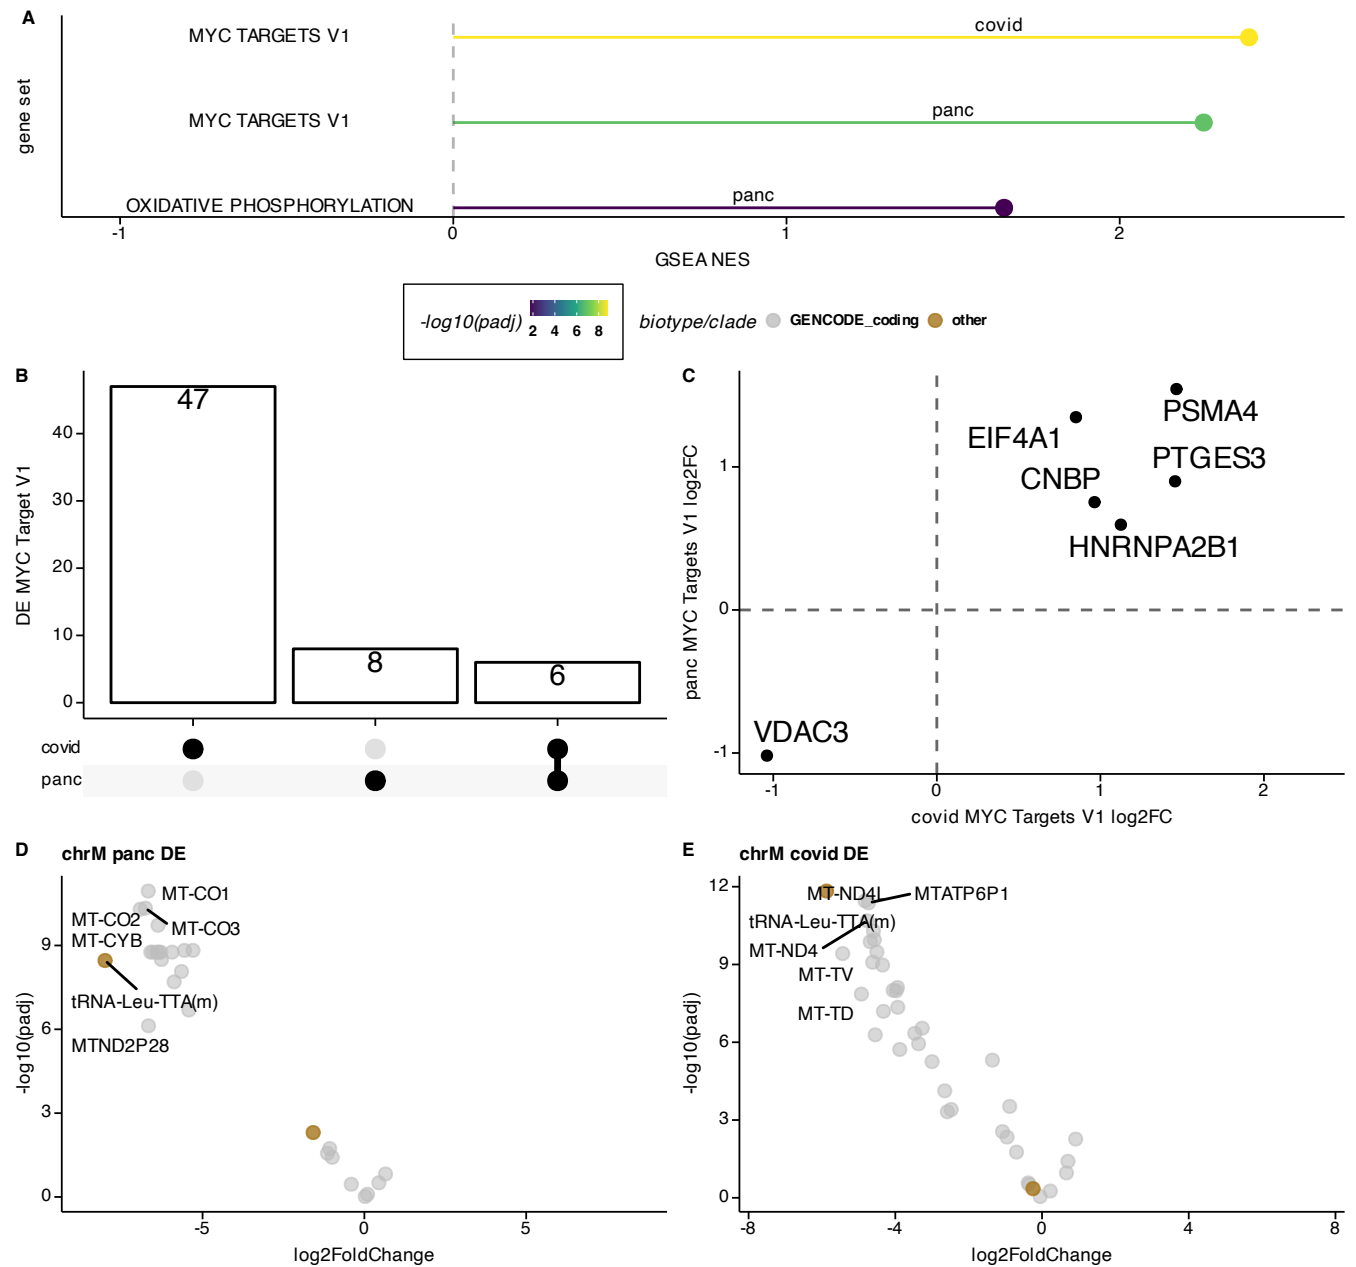 A
gene set
MYC TARGETS V1
covid
MYC TARGETS V1
panc
OXIDATIVE PHOSPHORYLATION
panc
-1
0
1
2
GSEA NES
-log10(padj)
2 4 6 8
biotype/clade
GENCODE_coding
other
B
DE MYC Target V1
40
30
20
10
0
47
8
6
covid
panc
C
panc MYC Targets V1 log2FC
1
0
-1
PSMA4
EIF4A1
PTGES3
CNBP
HNRNPA2B1
VDAC3
-1
0
1
2
covid MYC Targets V1 log2FC
D
chrM panc DE
-log10(padj)
9
6
3
0
MT-CO1
MT-CO2
MT-CO3
MT-CYB
tRNA-Leu-TTA(m)
MTND2P28
-5
0
5
log2FoldChange
E
chrM covid DE
-log10(padj)
12
9
6
3
0
MT-ND4L
MTATP6P1
tRNA-Leu-TTA(m)
MT-ND4
MT-TV
MT-TD
-8
-4
0
4
8
log2FoldChange